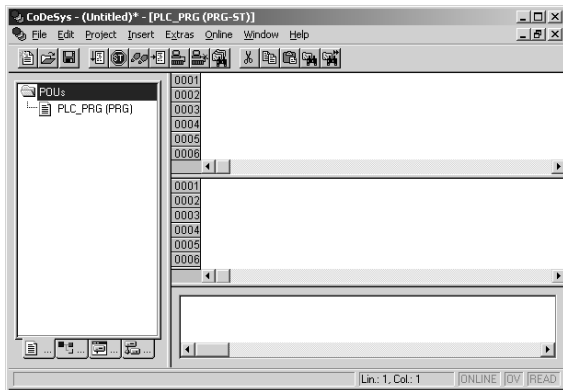 CoDeSys - (Untitled)* - [PLC_PRG (PRG-ST)]
File Edit Project Insert Extras Online Window Help
POUs
PLC_PRG (PRG)
0001
0002
0003
0004
0005
0006
0001
0002
0003
0004
0005
0006
... ... ... ...
Lin.: 1, Col.: 1 ONLINE OV READ